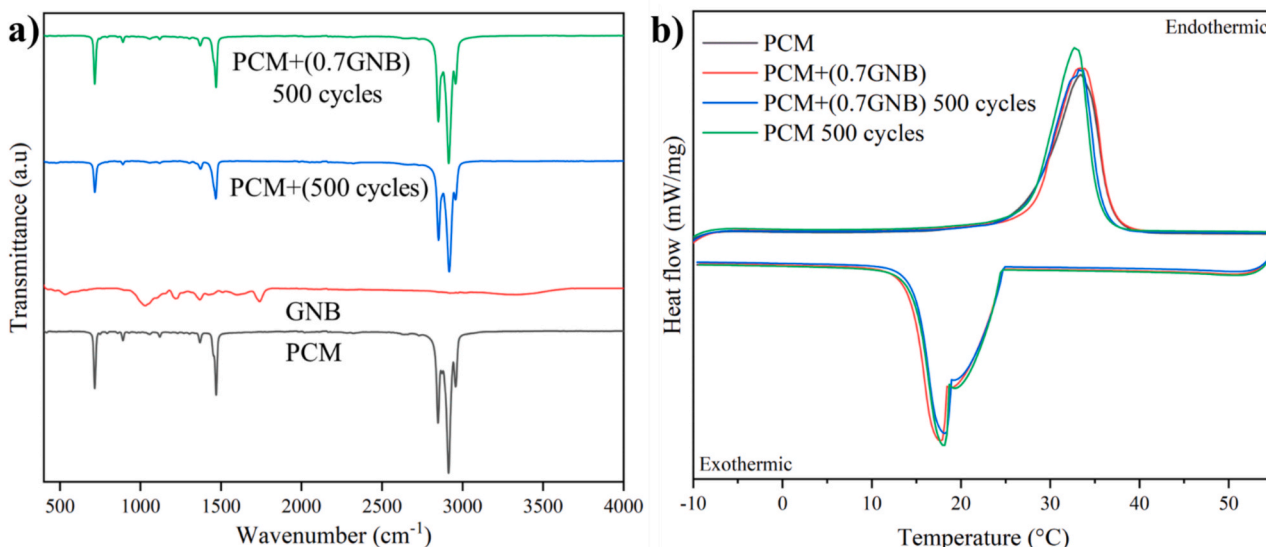 a)
PCM+(0.7GNB)
500 cycles
PCM+(500 cycles)
GNB
PCM
Transmittance (a.u)
500 1000 1500 2000 2500 3000 3500 4000
Wavenumber (cm⁻¹)
b)
Endothermic
PCM
PCM+(0.7GNB)
PCM+(0.7GNB) 500 cycles
PCM 500 cycles
Heat flow (mW/mg)
Exothermic
-10 0 10 20 30 40 50
Temperature (°C)